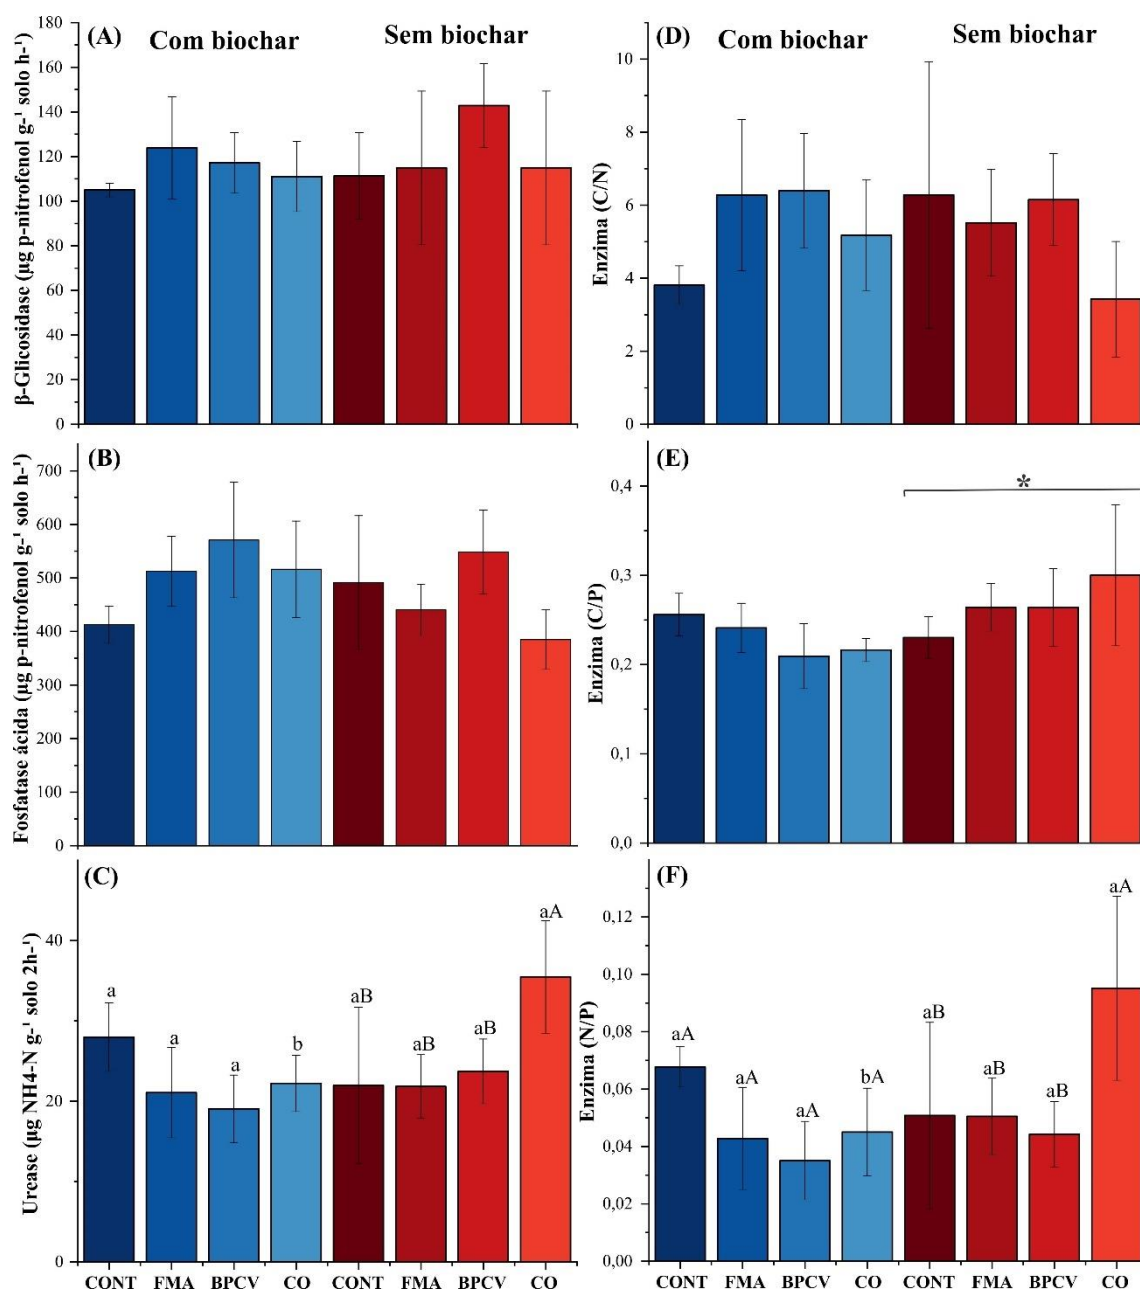 (A)
Com biochar
Sem biochar
180
160
140
120
100
80
60
40
20
0
β-Glicosidase (µg p-nitrofenol g-¹ solo h-¹)
(D)
Com biochar
Sem biochar
10
8
6
4
2
0
Enzima (C/N)
(B)
700
600
500
400
300
200
100
0
Fosfatase ácida (µg p-nitrofenol g-¹ solo h-¹)
(E)
*
0,4
0,3
0,2
0,1
0,0
Enzima (C/P)
(C)
40
20
0
Urease (µg NH4-N g-¹ solo 2h-¹)
a
a
a
b
aB
aB
aB
aA
CONT FMA BPCV CO CONT FMA BPCV CO
(F)
0,12
0,10
0,08
0,06
0,04
0,02
0,00
Enzima (N/P)
aA
aA
aA
bA
aB
aB
aB
aA
CONT FMA BPCV CO CONT FMA BPCV CO